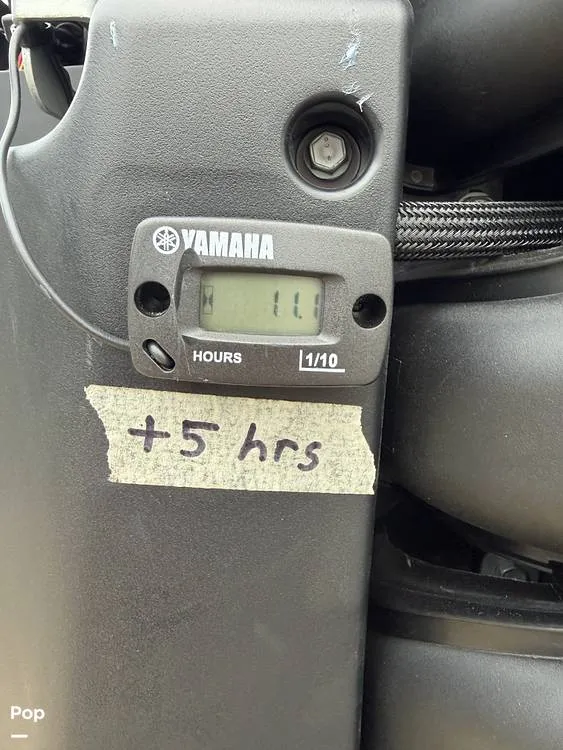 YAMAHA
11.1
HOURS 1/10
+5 hrs
Pop